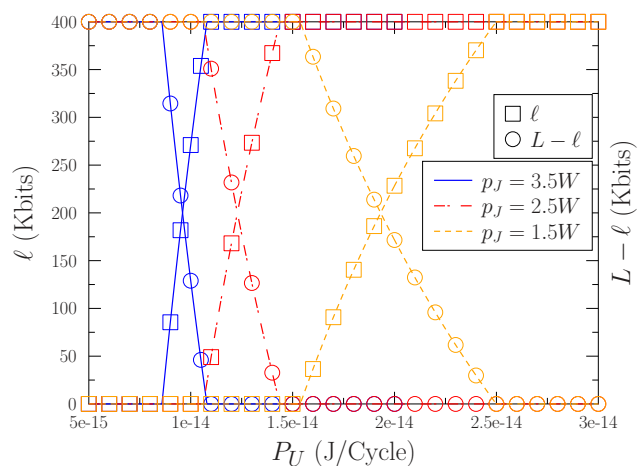 400
350
300
250
200
150
100
50
0
ℓ (Kbits)
5e-15
1e-14
1.5e-14
2e-14
2.5e-14
3e-14
P_U (J/Cycle)
L − ℓ (Kbits)
ℓ
L − ℓ
p_J = 3.5W
p_J = 2.5W
p_J = 1.5W